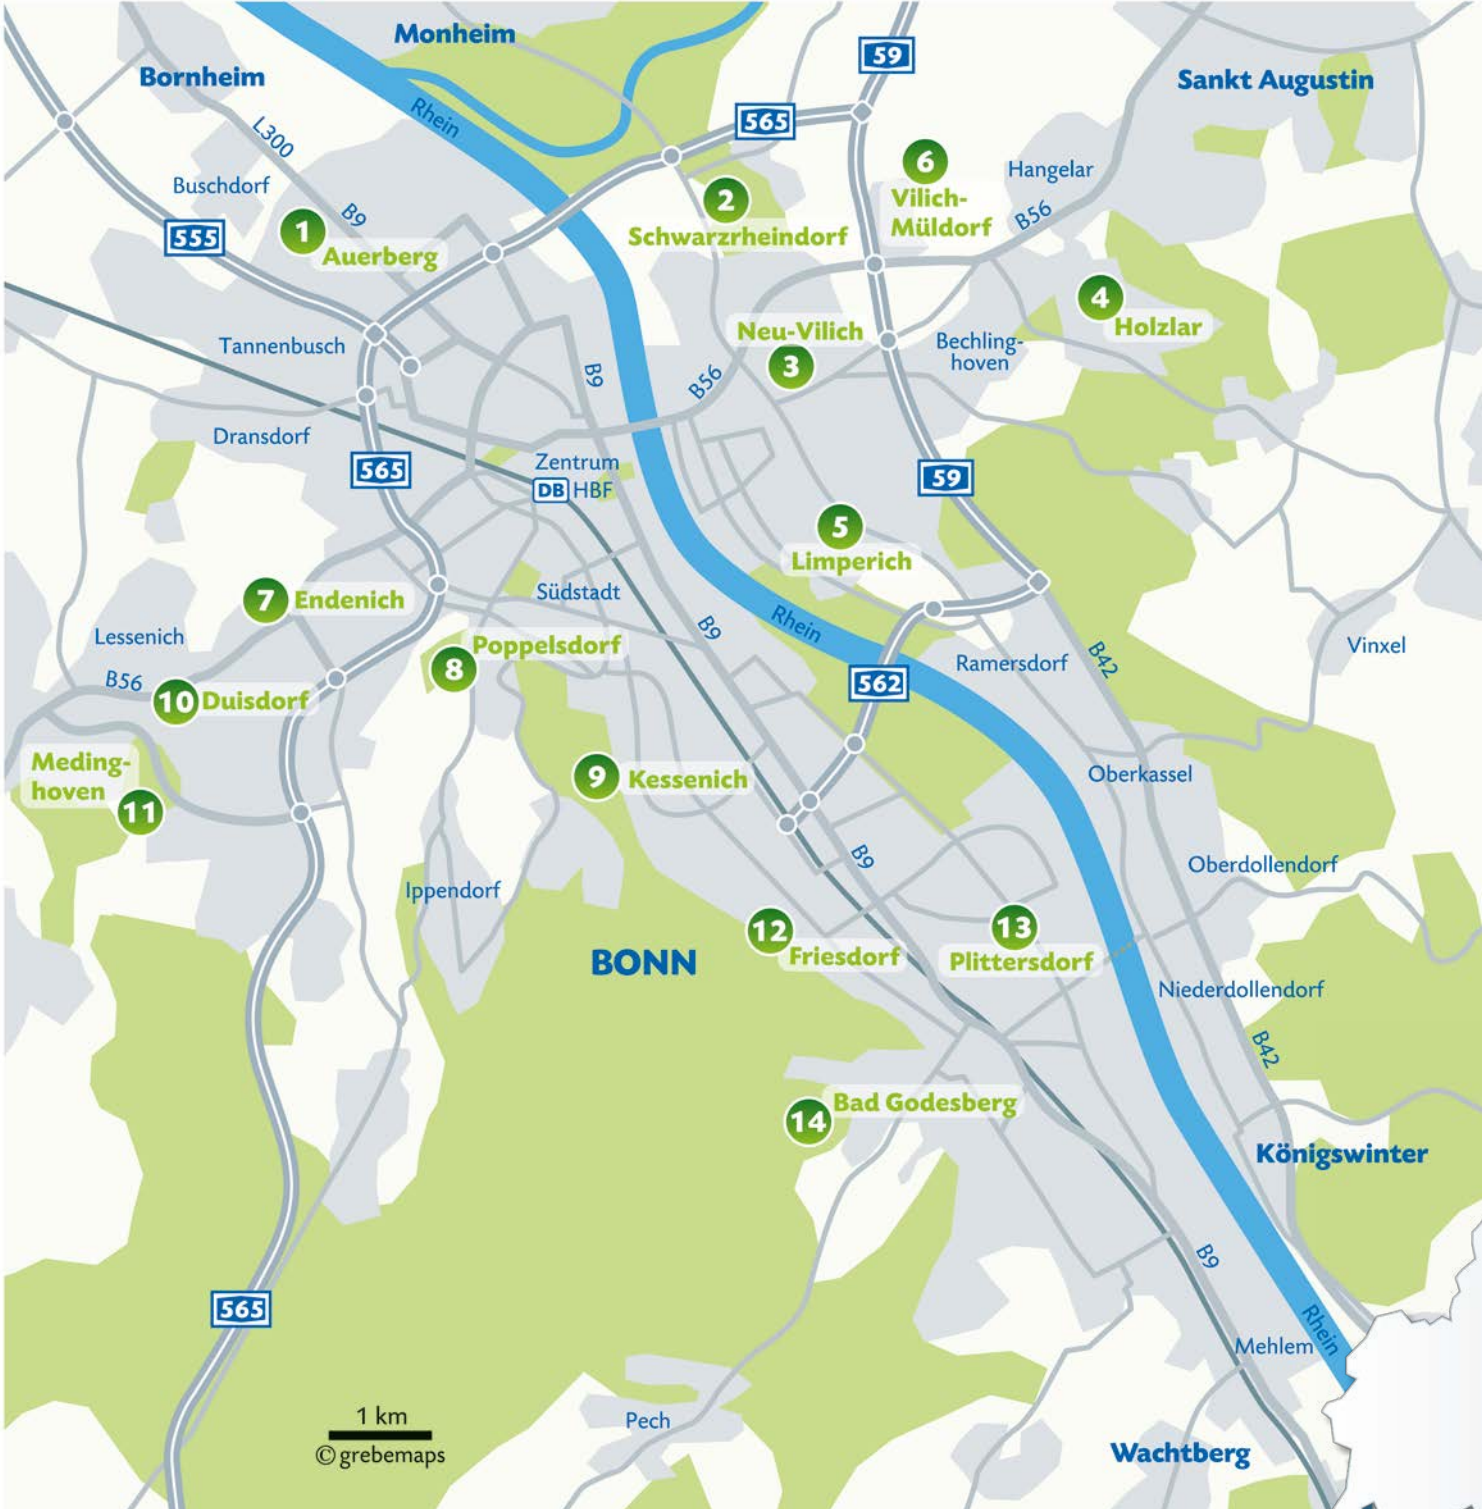 Monheim
Bornheim
59
Sankt Augustin
Rhein
565
L300
6
Vilich-
Müldorf
Hangelar
Buschdorf
B9
2
Schwarzrheindorf
B56
555
1
Auerberg
4
Holzlar
Tannenbusch
Neu-Vilich
3
Bechling-
hoven
B9
B56
Dransdorf
565
Zentrum
DB HBF
59
5
Limperich
7 Endenich
Südstadt
Rhein
B9
Lessenich
Poppelsdorf
8
Ramersdorf
B42
Vinxel
B56
10 Duisdorf
562
Meding-
hoven
11
9 Kessenich
Oberkassel
B9
Oberdollendorf
Ippendorf
12
Friesdorf
13
Plittersdorf
BONN
Niederdollendorf
B42
Bad Godesberg
14
Königswinter
B9
565
Rhein
Mehlem
1 km
© grebemaps
Pech
Wachtberg